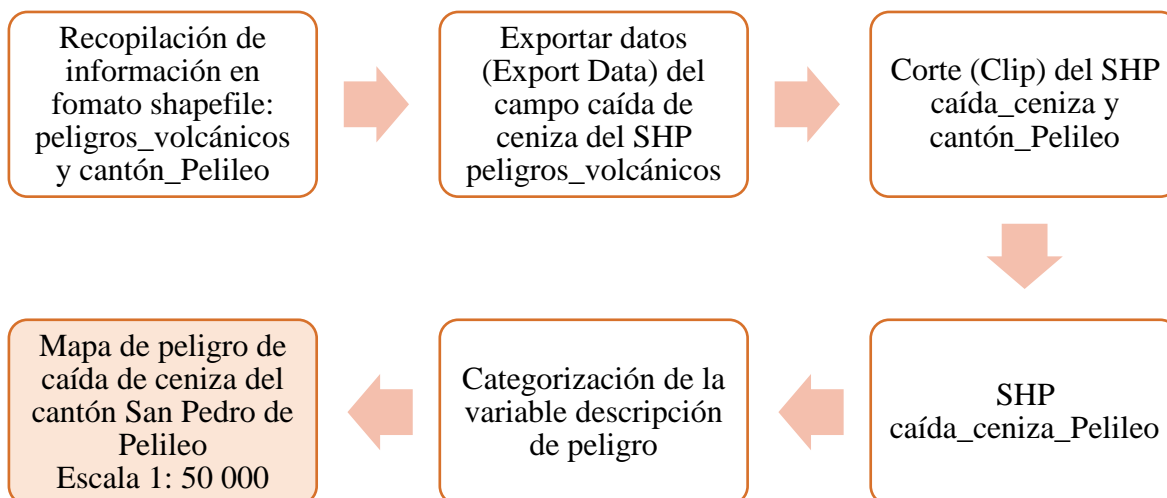 Recopilación de
información en
fomato shapefile:
peligros_volcánicos
y cantón_Pelileo
Exportar datos
(Export Data) del
campo caída de
ceniza del SHP
peligros_volcánicos
Corte (Clip) del SHP
caída_ceniza y
cantón_Pelileo
SHP
caída_ceniza_Pelileo
Categorización de la
variable descripción
de peligro
Mapa de peligro de
caída de ceniza del
cantón San Pedro de
Pelileo
Escala 1: 50 000